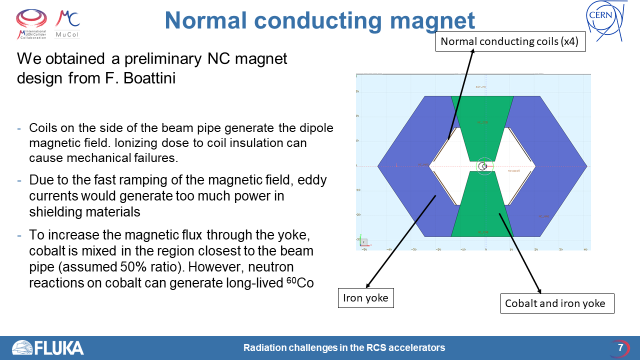 Normal conducting magnet
MuCol
CERN
Normal conducting coils (x4)
We obtained a preliminary NC magnet
design from F. Boattini
- Coils on the side of the beam pipe generate the dipole
magnetic field. Ionizing dose to coil insulation can
cause mechanical failures.
- Due to the fast ramping of the magnetic field, eddy
currents would generate too much power in
shielding materials
- To increase the magnetic flux through the yoke,
cobalt is mixed in the region closest to the beam
pipe (assumed 50% ratio). However, neutron
reactions on cobalt can generate long-lived ⁶⁰Co
Iron yoke
Cobalt and iron yoke
FLUKA
Radiation challenges in the RCS accelerators
7